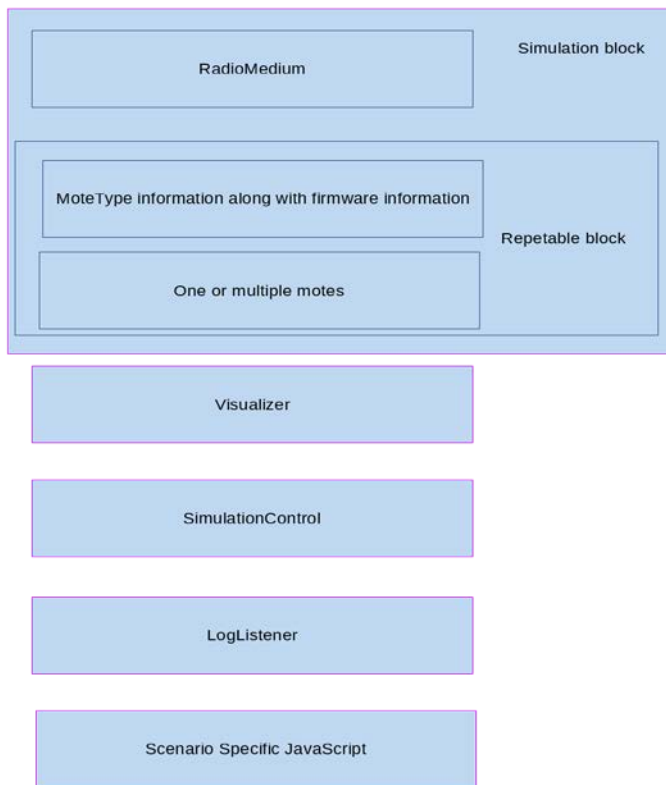 Simulation block
RadioMedium
MoteType information along with firmware information
Repetable block
One or multiple motes
Visualizer
SimulationControl
LogListener
Scenario Specific JavaScript